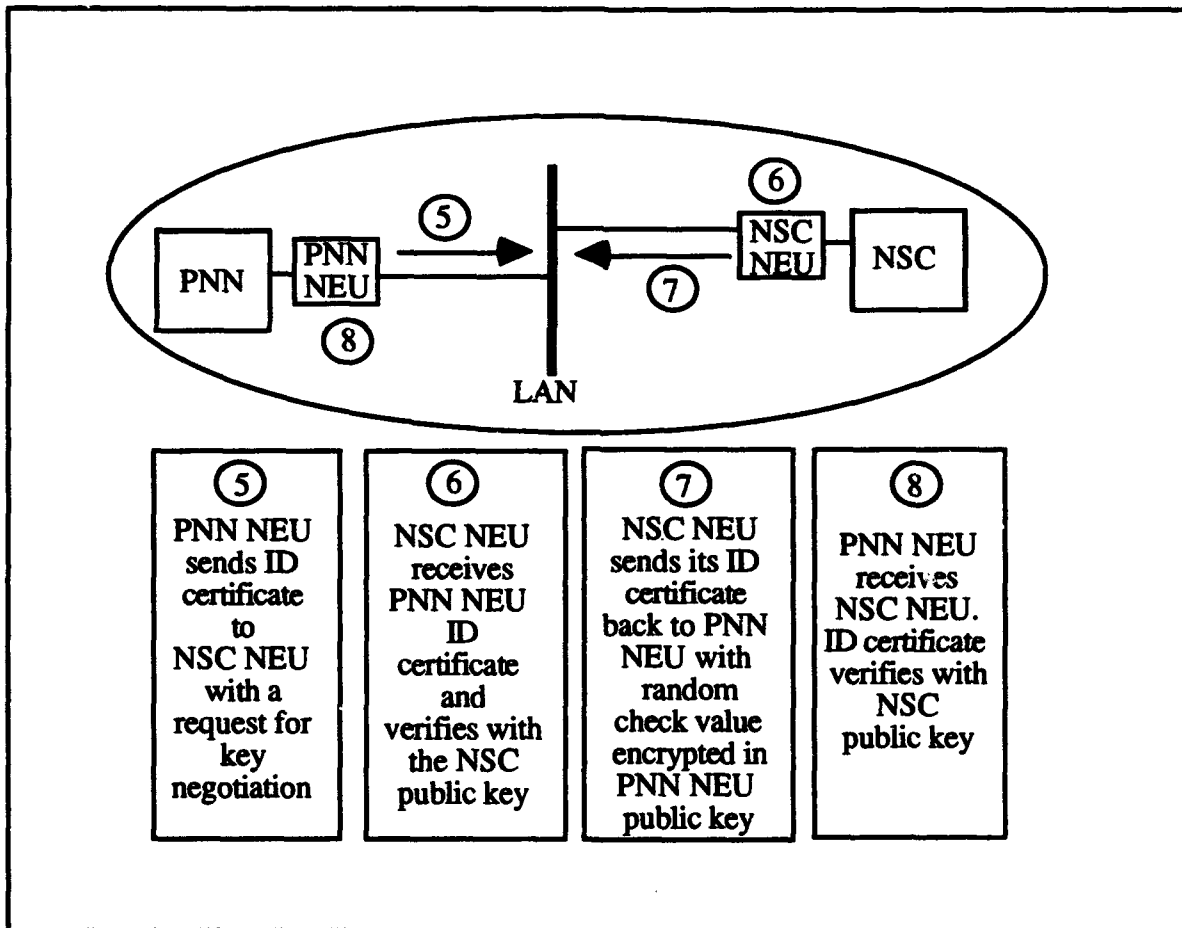 5
6
PNN
PNN
NEU
NSC
NEU
NSC
7
8
LAN
5
PNN NEU
sends ID
certificate
to
NSC NEU
with a
request for
key
negotiation
6
NSC NEU
receives
PNN NEU
ID
certificate
and
verifies with
the NSC
public key
7
NSC NEU
sends its ID
certificate
back to PNN
NEU with
random
check value
encrypted in
PNN NEU
public key
8
PNN NEU
receives
NSC NEU.
ID certificate
verifies with
NSC
public key